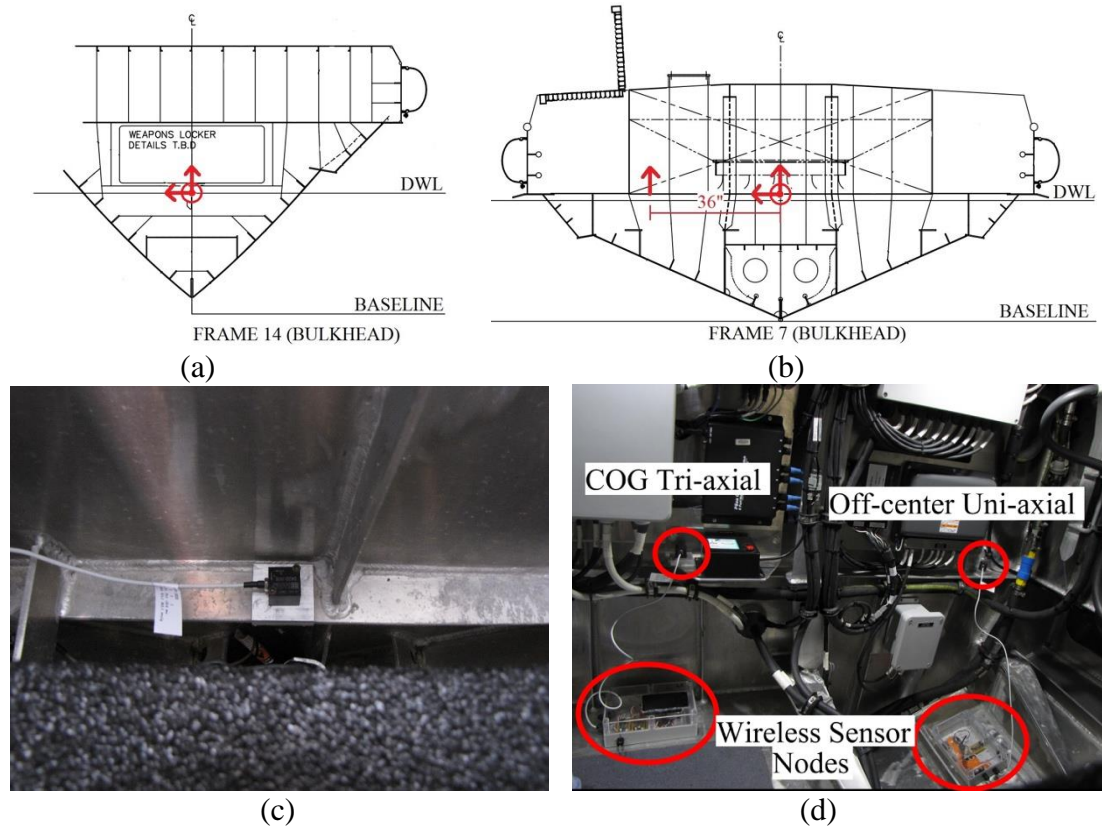 ℄
WEAPONS LOCKER
DETAILS T.B.D
DWL
BASELINE
FRAME 14 (BULKHEAD)
(a)
℄
36"
DWL
BASELINE
FRAME 7 (BULKHEAD)
(b)
(c)
COG Tri-axial
Off-center Uni-axial
Wireless Sensor
Nodes
(d)